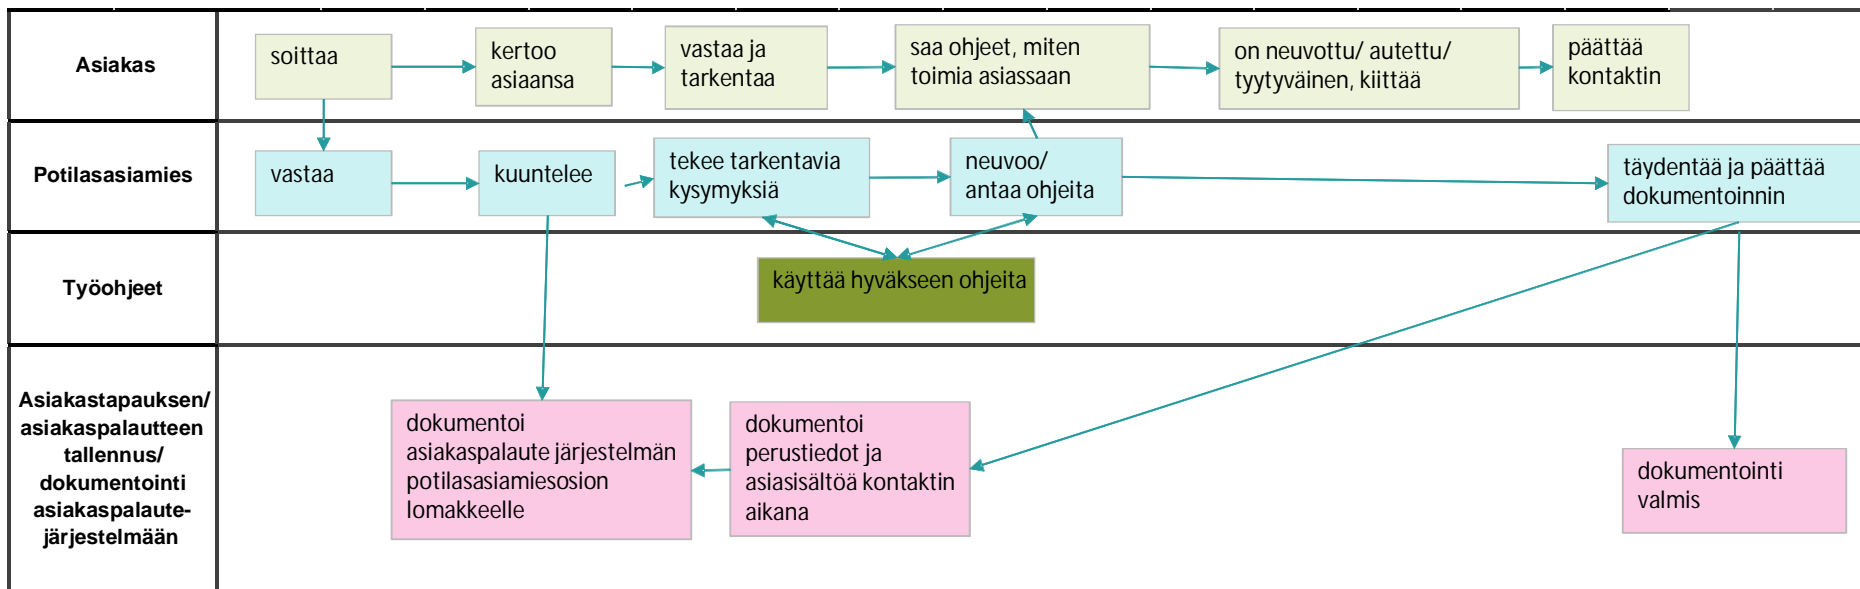 Asiakas
soittaa
kertoo
asiaansa
vastaa ja
tarkentaa
saa ohjeet, miten
toimia asiassaan
on neuvottu/ autettu/
tyytyväinen, kiittää
päättää
kontaktin
Potilasasiamies
vastaa
kuuntelee
tekee tarkentavia
kysymyksiä
neuvoo/
antaa ohjeita
täydentää ja päättää
dokumentoinnin
Työohjeet
käyttää hyväkseen ohjeita
Asiakastapauksen/
asiakaspalautteen
tallennus/
dokumentointi
asiakaspalaute-
järjestelmään
dokumentoi
asiakaspalaute järjestelmän
potilasasiamiesosion
lomakkeelle
dokumentoi
perustiedot ja
asiasisältöä kontaktin
aikana
dokumentointi
valmis